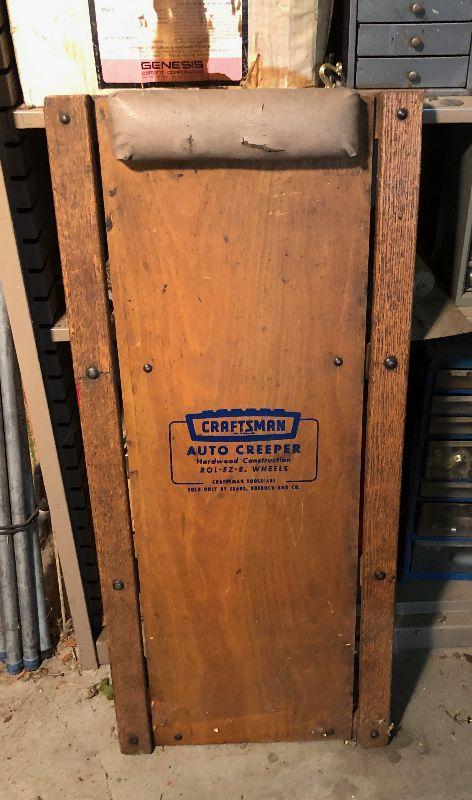 GENESIS
CRAFTSMAN
AUTO CREEPER
Hardwood Construction
ROL-EZ-E. WHEELS
CRAFTSMAN TOOLS ARE
SOLD ONLY BY SEARS, ROEBUCK AND CO.